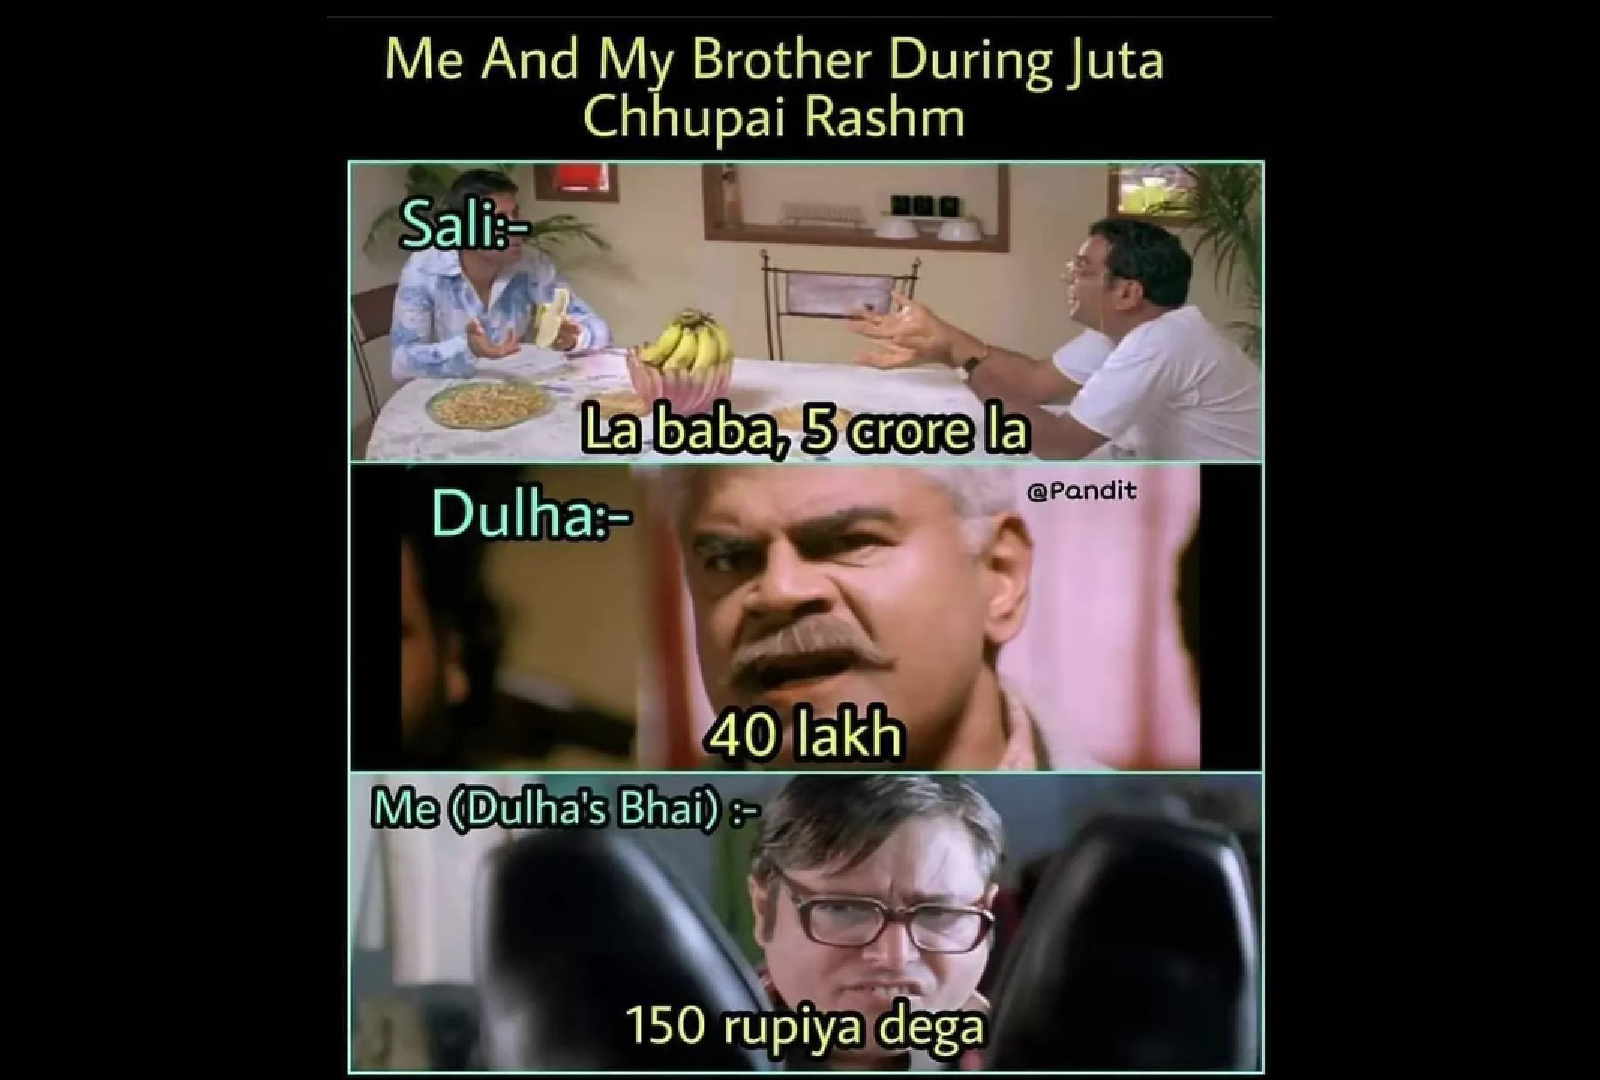 Me And My Brother During Juta
Chhupai Rashm
Sali:-
La baba, 5 crore la
@Pandit
Dulha:-
40 lakh
Me (Dulha's Bhai) :-
150 rupiya dega